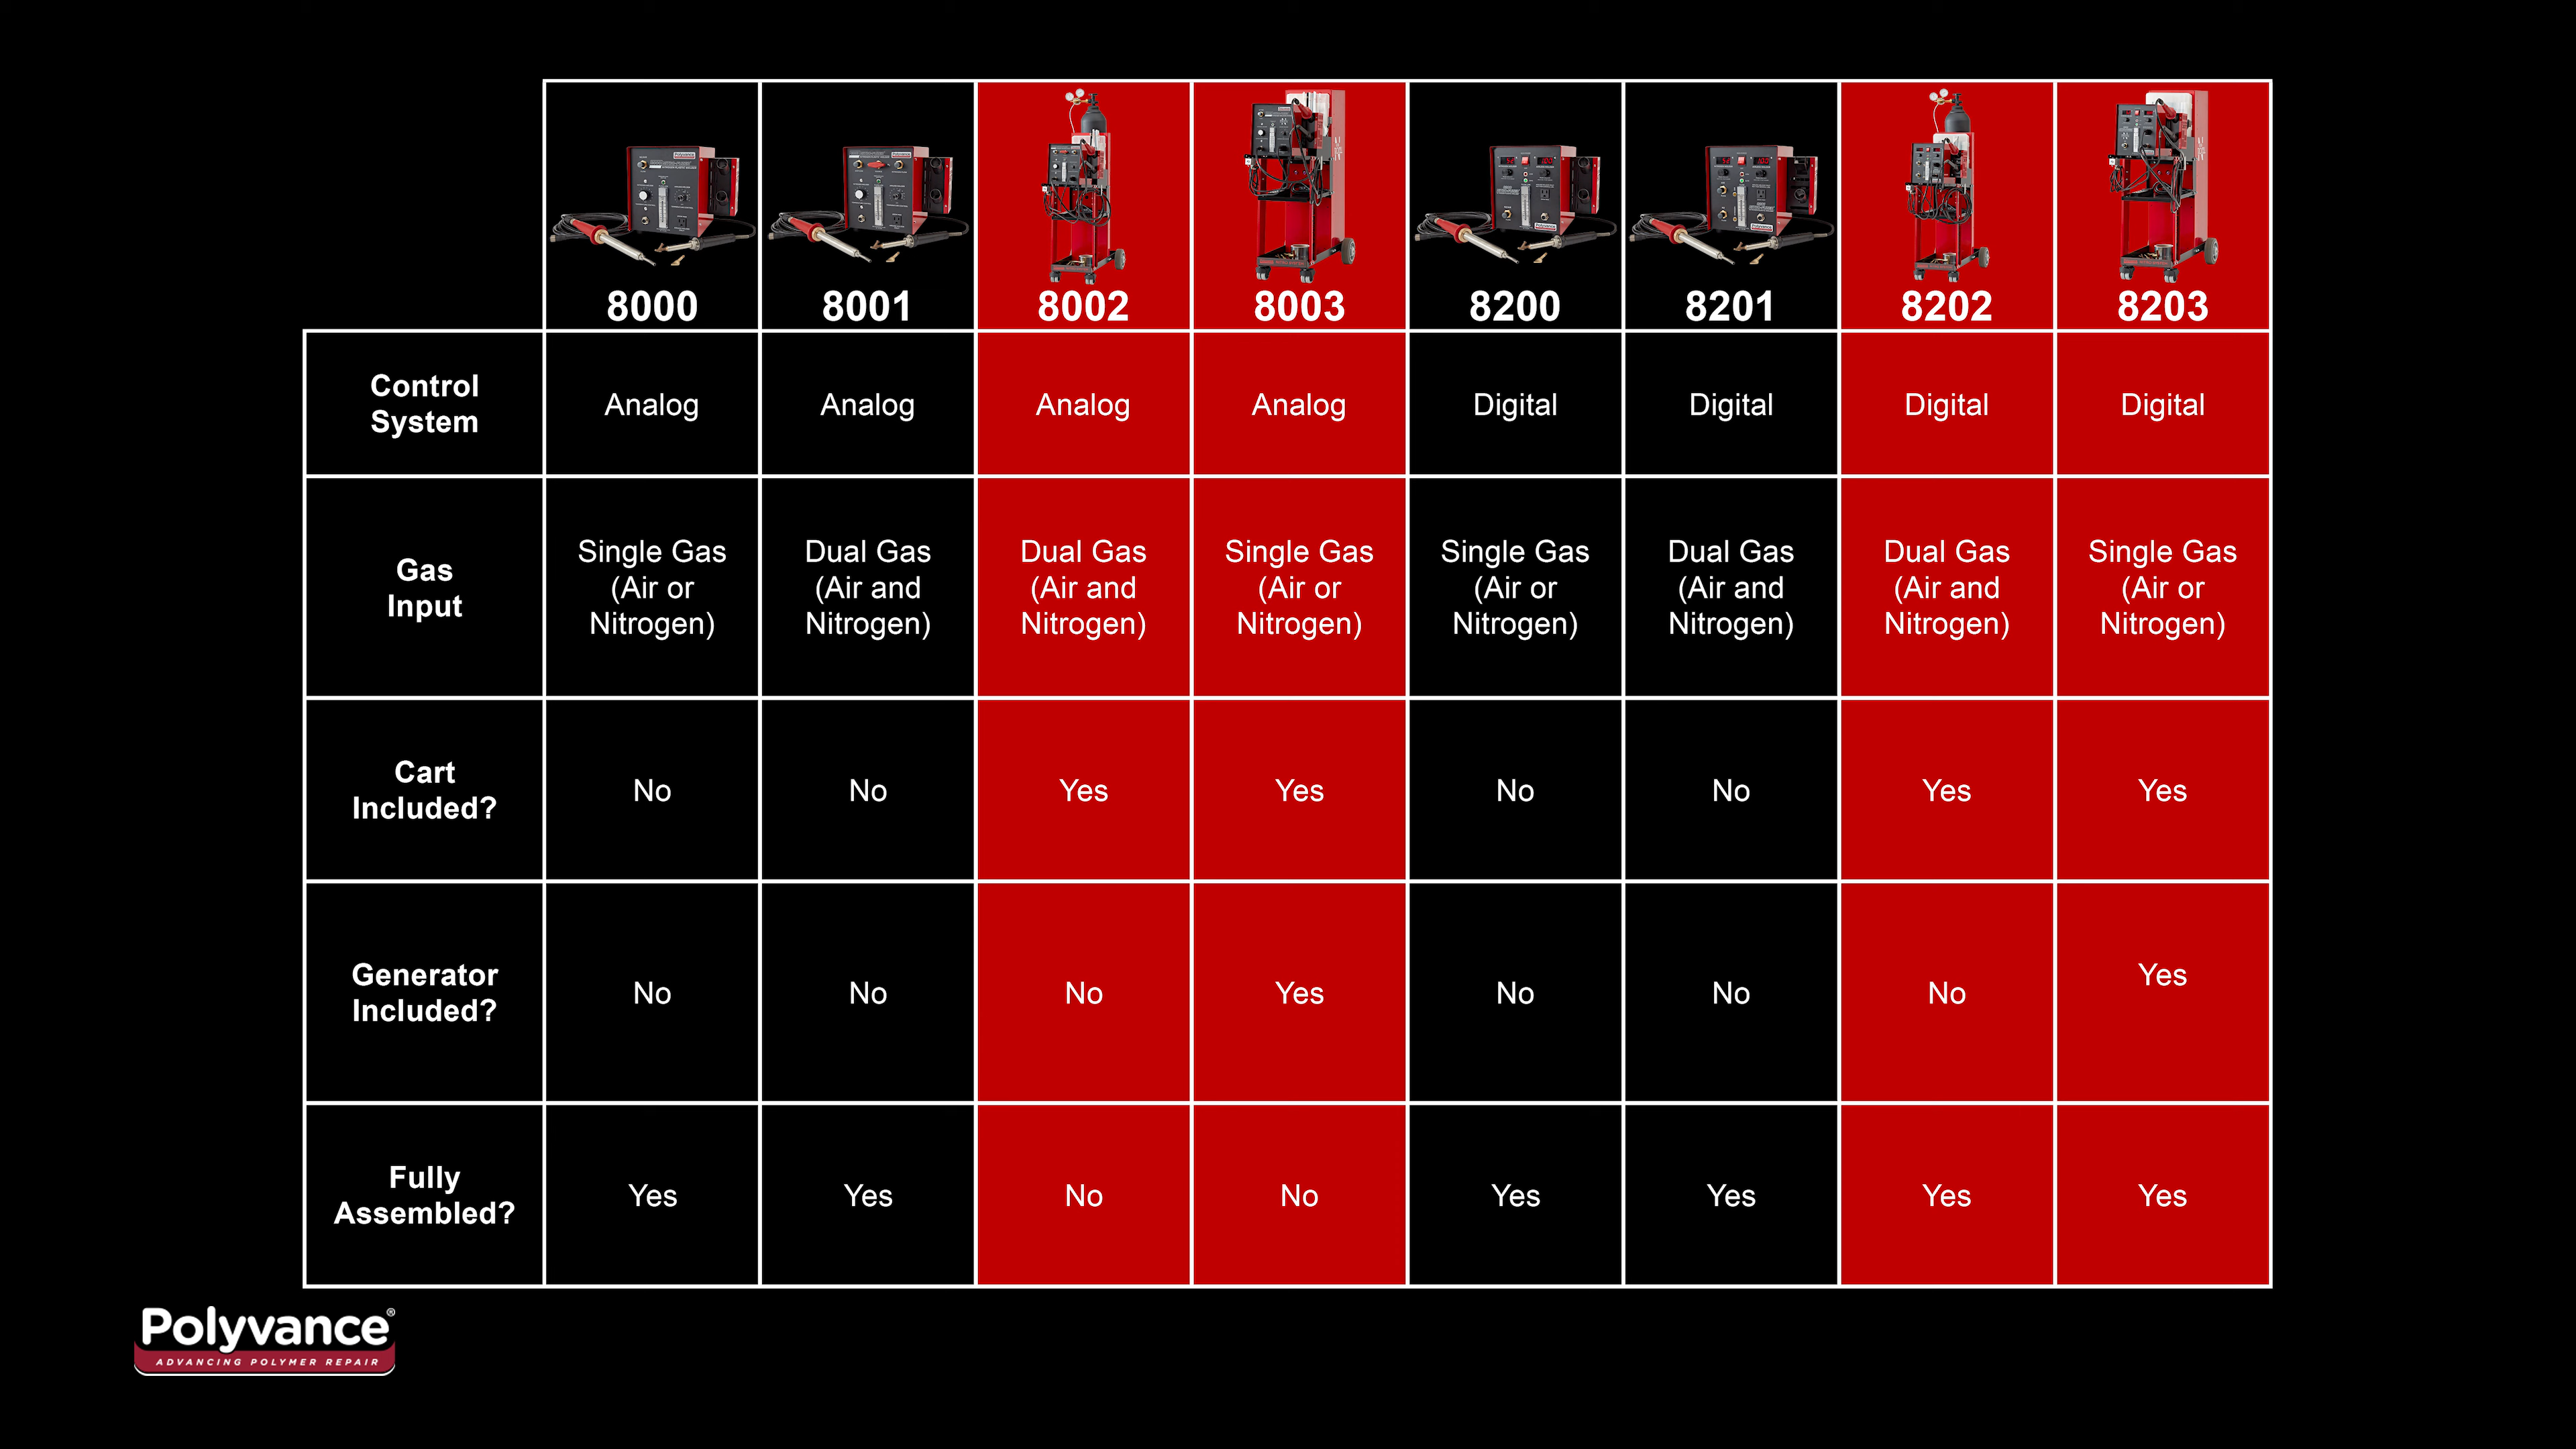 8000 8001 8002 8003 8200 8201 8202 8203
Control
System
Analog Analog Analog Analog Digital Digital Digital Digital
Gas
Input
Single Gas Dual Gas Dual Gas Single Gas Single Gas Dual Gas Dual Gas Single Gas
(Air or (Air and (Air and (Air or (Air or (Air and (Air and (Air or
Nitrogen) Nitrogen) Nitrogen) Nitrogen) Nitrogen) Nitrogen) Nitrogen) Nitrogen)
Cart
Included?
No No Yes Yes No No Yes Yes
Generator
Included?
No No No Yes No No No Yes
Fully
Assembled?
Yes Yes No No Yes Yes Yes Yes
Polyvance®
ADVANCING POLYMER REPAIR